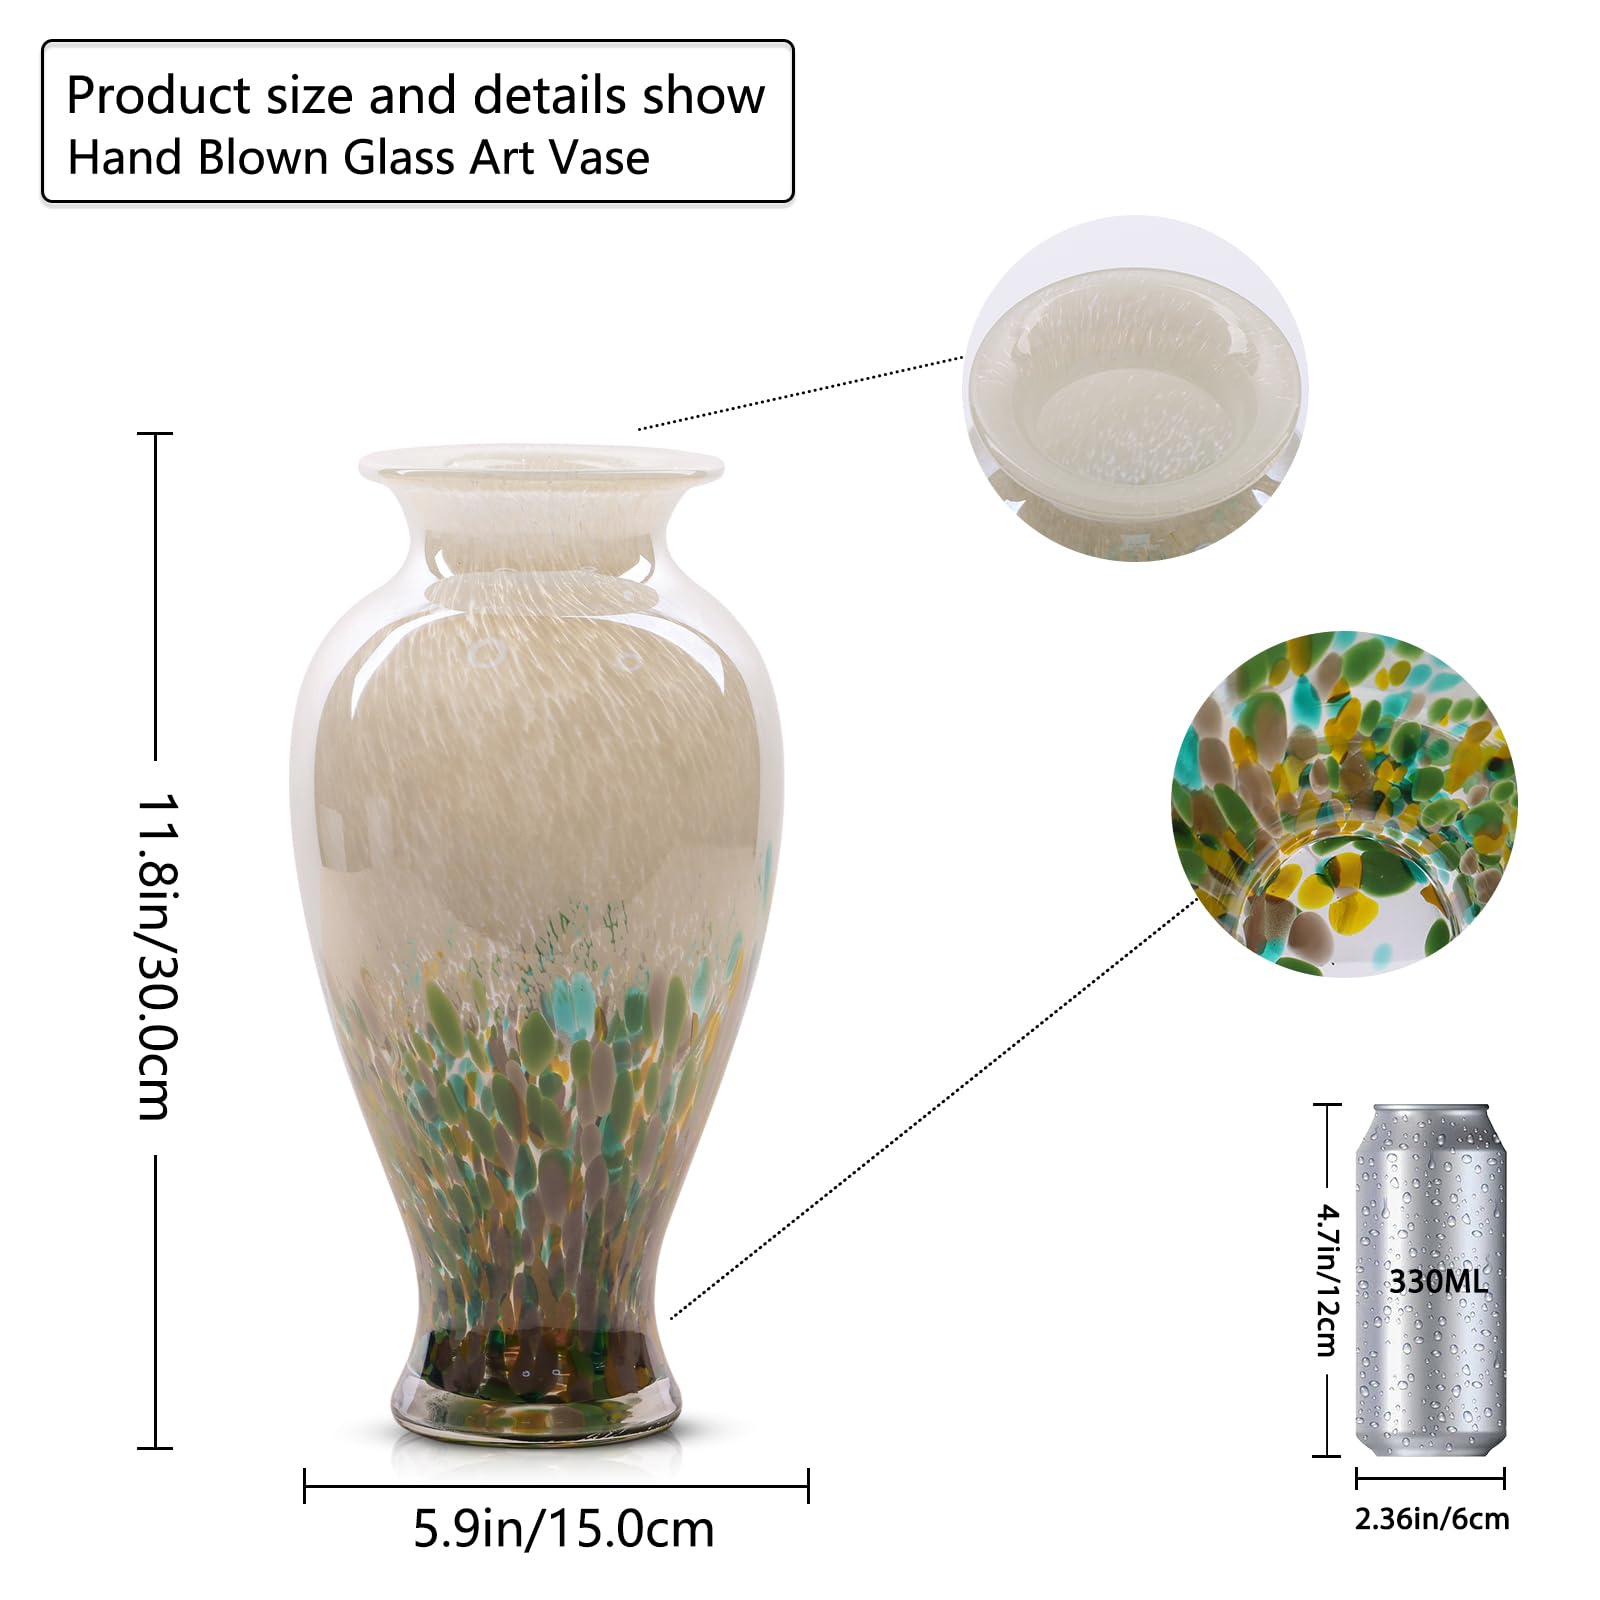 Product size and details show
Hand Blown Glass Art Vase
11.8in/30.0cm
5.9in/15.0cm
4.7in/12cm
330ML
2.36in/6cm